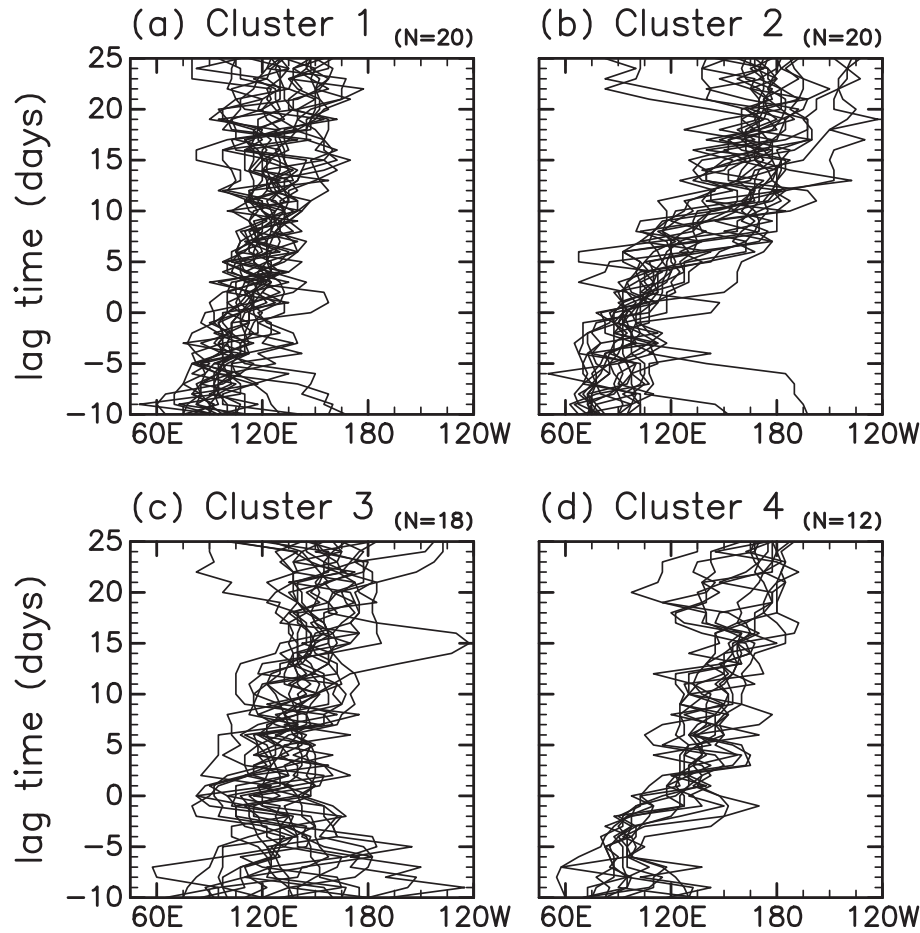 (a) Cluster 1 (N=20)
(b) Cluster 2 (N=20)
25
20
15
10
5
0
−5
−10
lag time (days)
60E 120E 180 120W
60E 120E 180 120W
(c) Cluster 3 (N=18)
(d) Cluster 4 (N=12)
25
20
15
10
5
0
−5
−10
lag time (days)
60E 120E 180 120W
60E 120E 180 120W